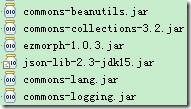 commons-beanutils.jar
commons-collections-3.2.jar
ezmorph-1.0.3.jar
json-lib-2.3-jdk15.jar
commons-lang.jar
commons-logging.jar